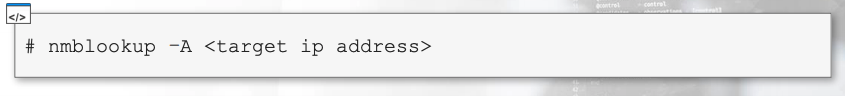 </>
# nmblookup -A <target ip address>